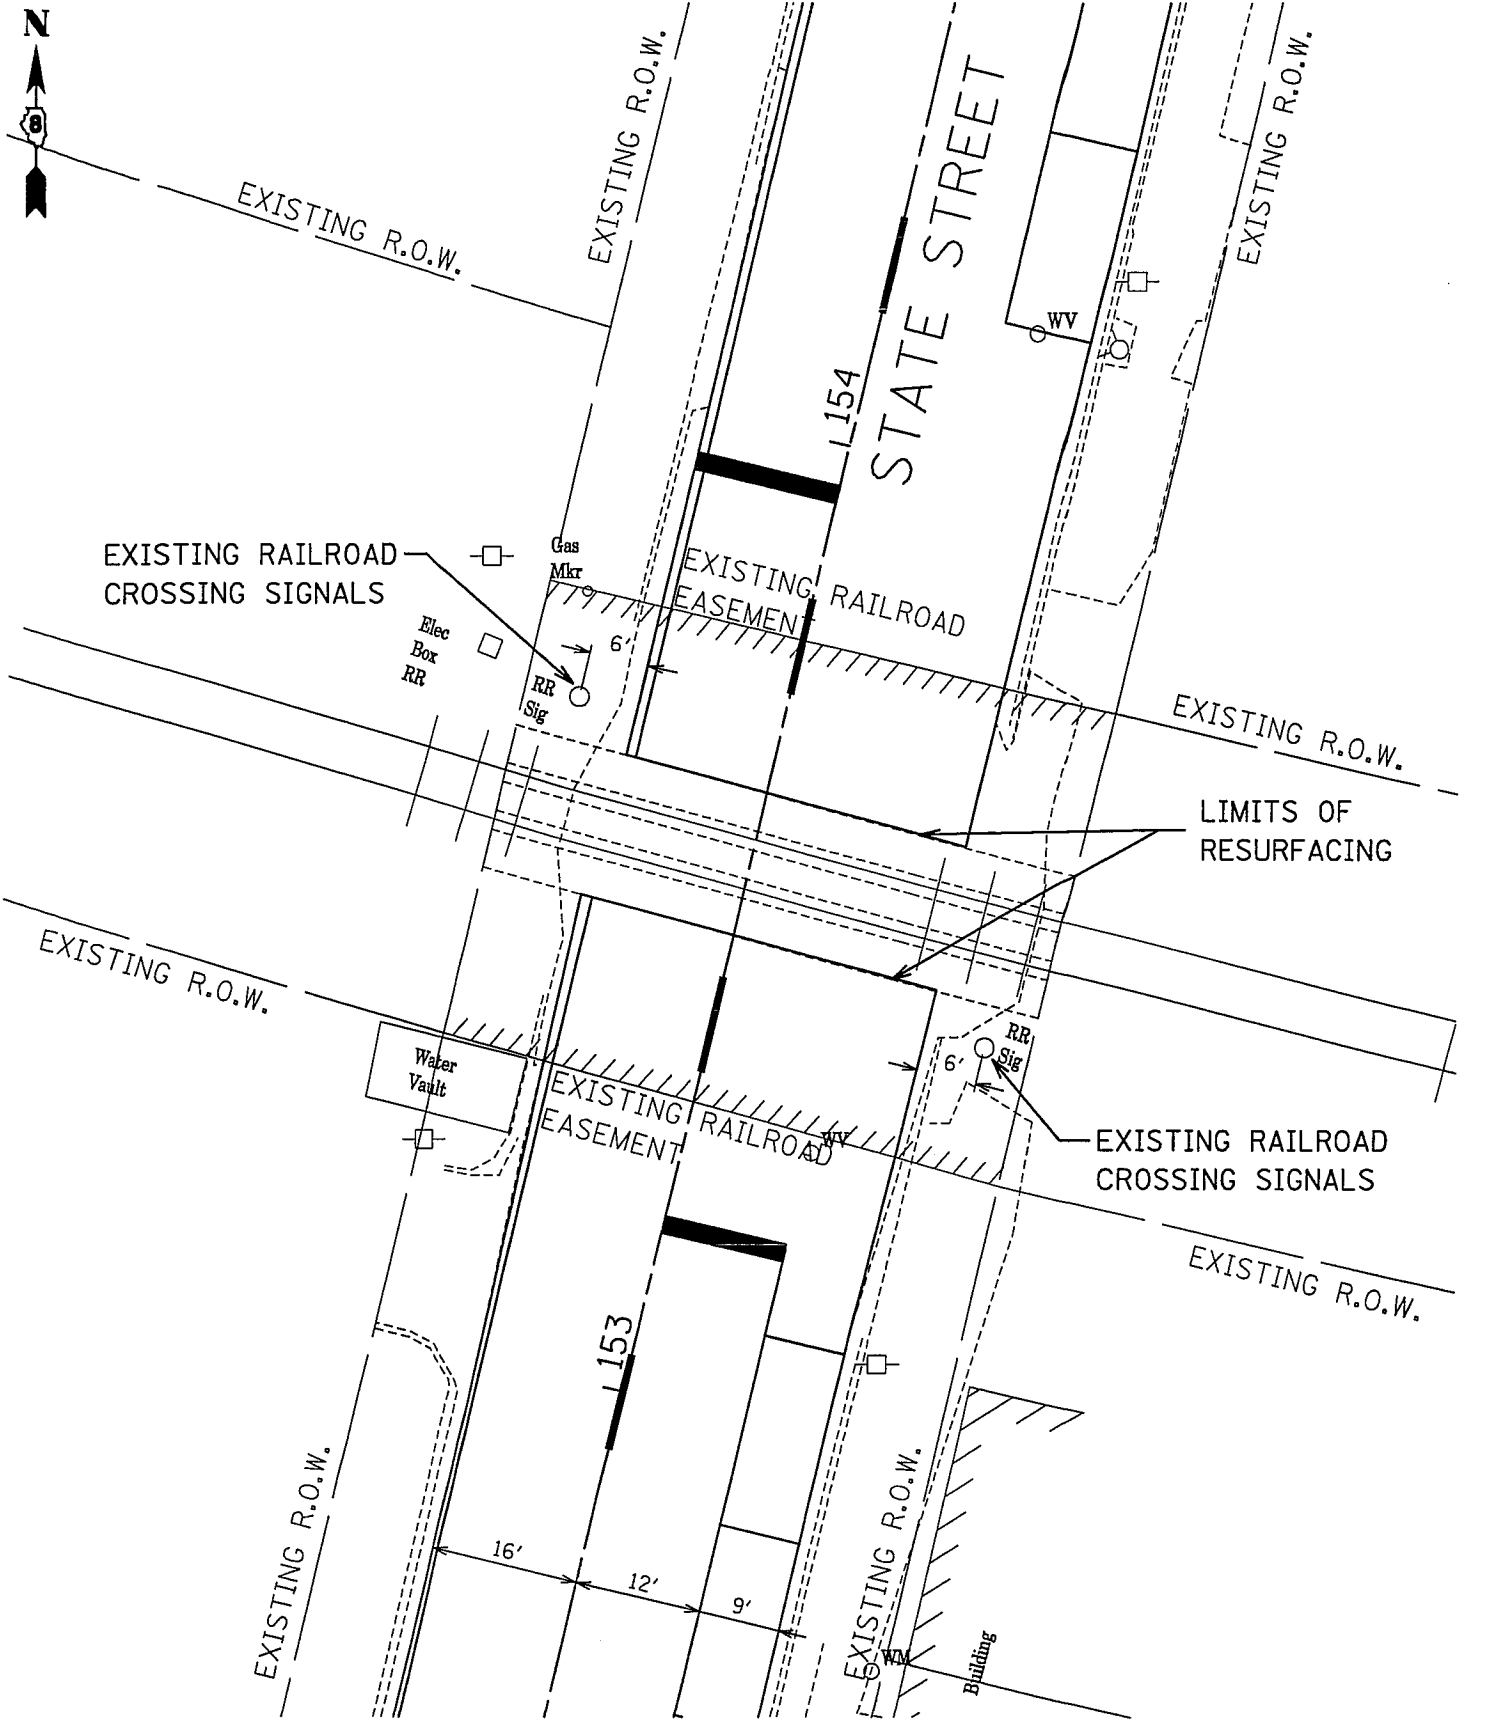 N
8
EXISTING R.O.W.
EXISTING R.O.W.
STATE STREET
EXISTING R.O.W.
WV
154
EXISTING RAILROAD
CROSSING SIGNALS
Gas
Mkr
EXISTING RAILROAD
EASEMENT
Elec
Box
RR
6'
RR
Sig
EXISTING R.O.W.
LIMITS OF
RESURFACING
EXISTING R.O.W.
Water
Vault
RR
Sig
6'
EXISTING RAILROAD
EASEMENT
WV
EXISTING RAILROAD
CROSSING SIGNALS
EXISTING R.O.W.
153
EXISTING R.O.W.
EXISTING R.O.W.
16'
12'
9'
WM
Building